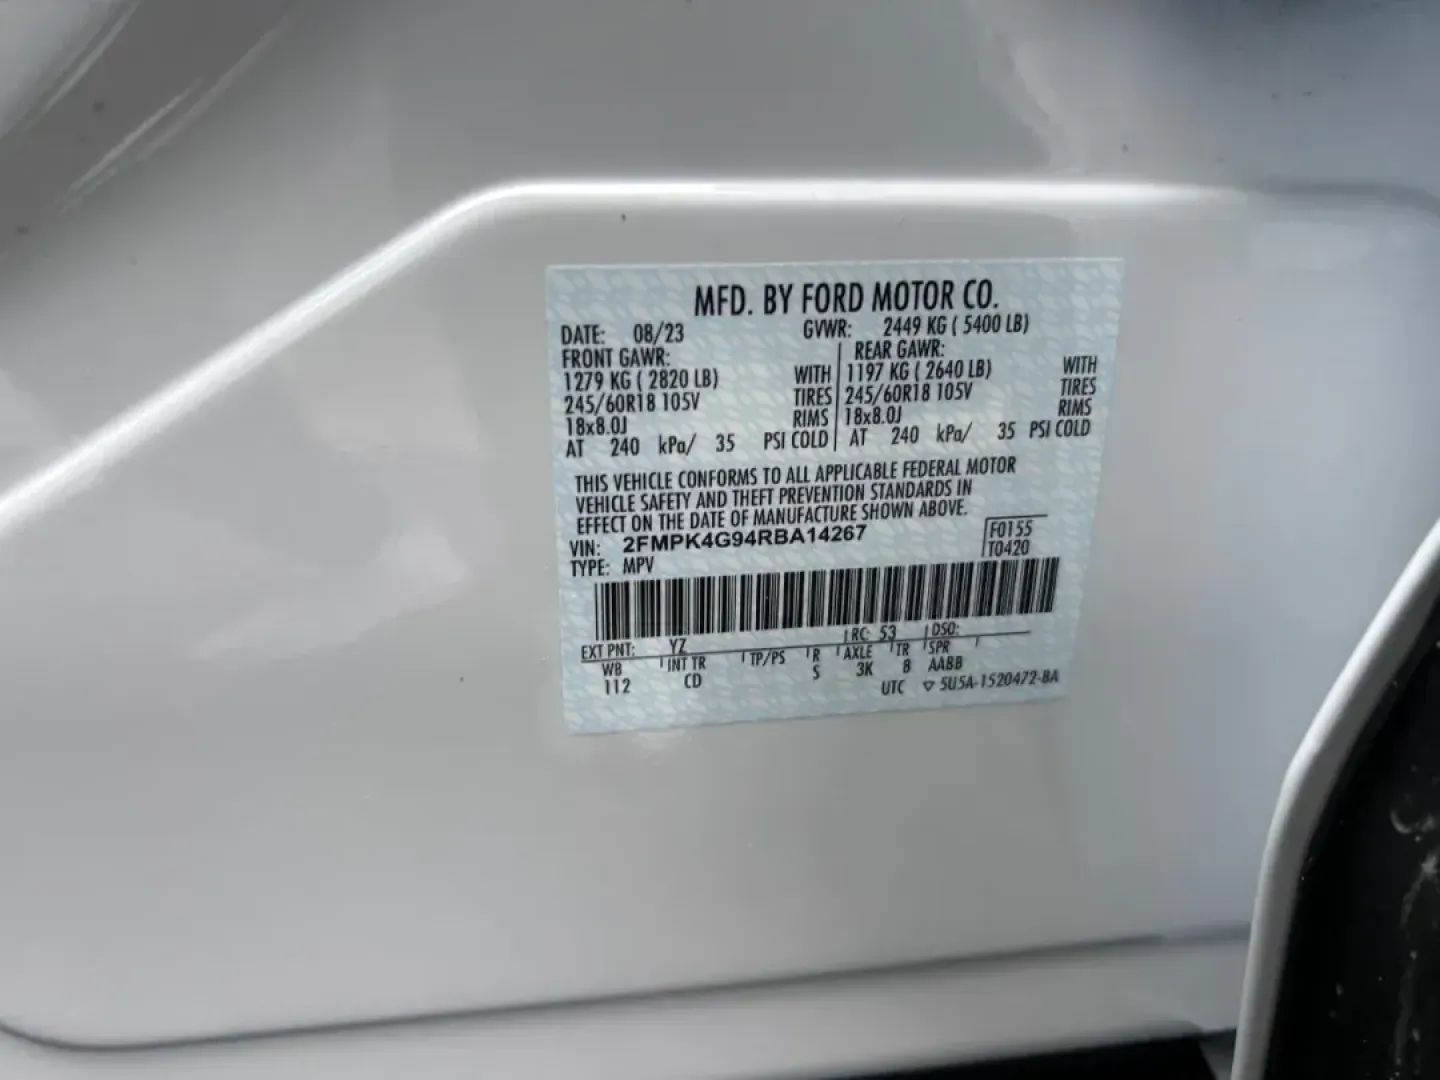 MFD. BY FORD MOTOR CO.
DATE: 08/23 GVWR: 2449 KG ( 5400 LB)
FRONT GAWR: REAR GAWR:
1279 KG ( 2820 LB) WITH 1197 KG ( 2640 LB) WITH
245/60R18 105V TIRES 245/60R18 105V TIRES
18x8.0J RIMS 18x8.0J RIMS
AT 240 kPa/ 35 PSI COLD AT 240 kPa/ 35 PSI COLD
THIS VEHICLE CONFORMS TO ALL APPLICABLE FEDERAL MOTOR
VEHICLE SAFETY AND THEFT PREVENTION STANDARDS IN
EFFECT ON THE DATE OF MANUFACTURE SHOWN ABOVE.
VIN: 2FMPK4G94RBA14267 F0155
TYPE: MPV T0420
EXT PNT: YZ RC: 53 DSO:
WB INT TR TP/PS R AXLE TR SPR
112 CD S 3K 8 AABB
UTC ▽ 5U5A-1520472-BA